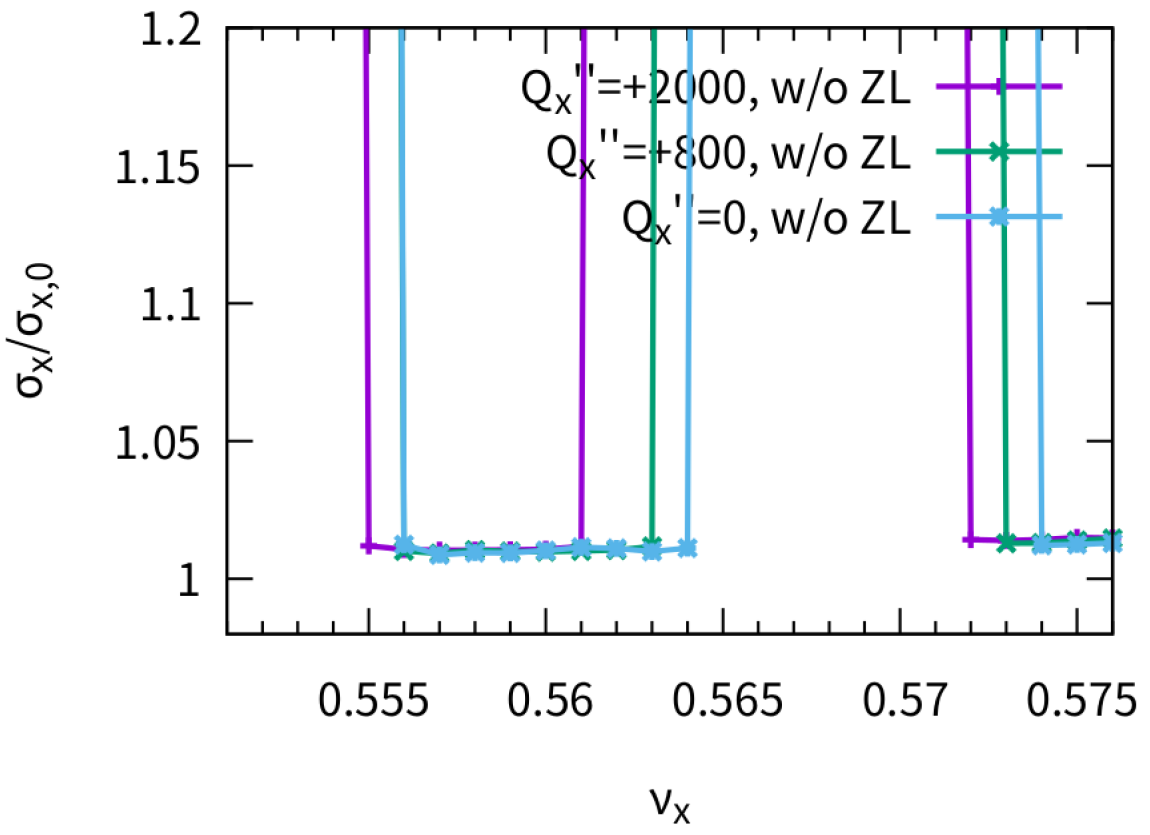 1.2
1.15
1.1
1.05
1
σx/σx,0
Qx''=+2000, w/o ZL
Qx''=+800, w/o ZL
Qx''=0, w/o ZL
0.555 0.56 0.565 0.57 0.575
νx